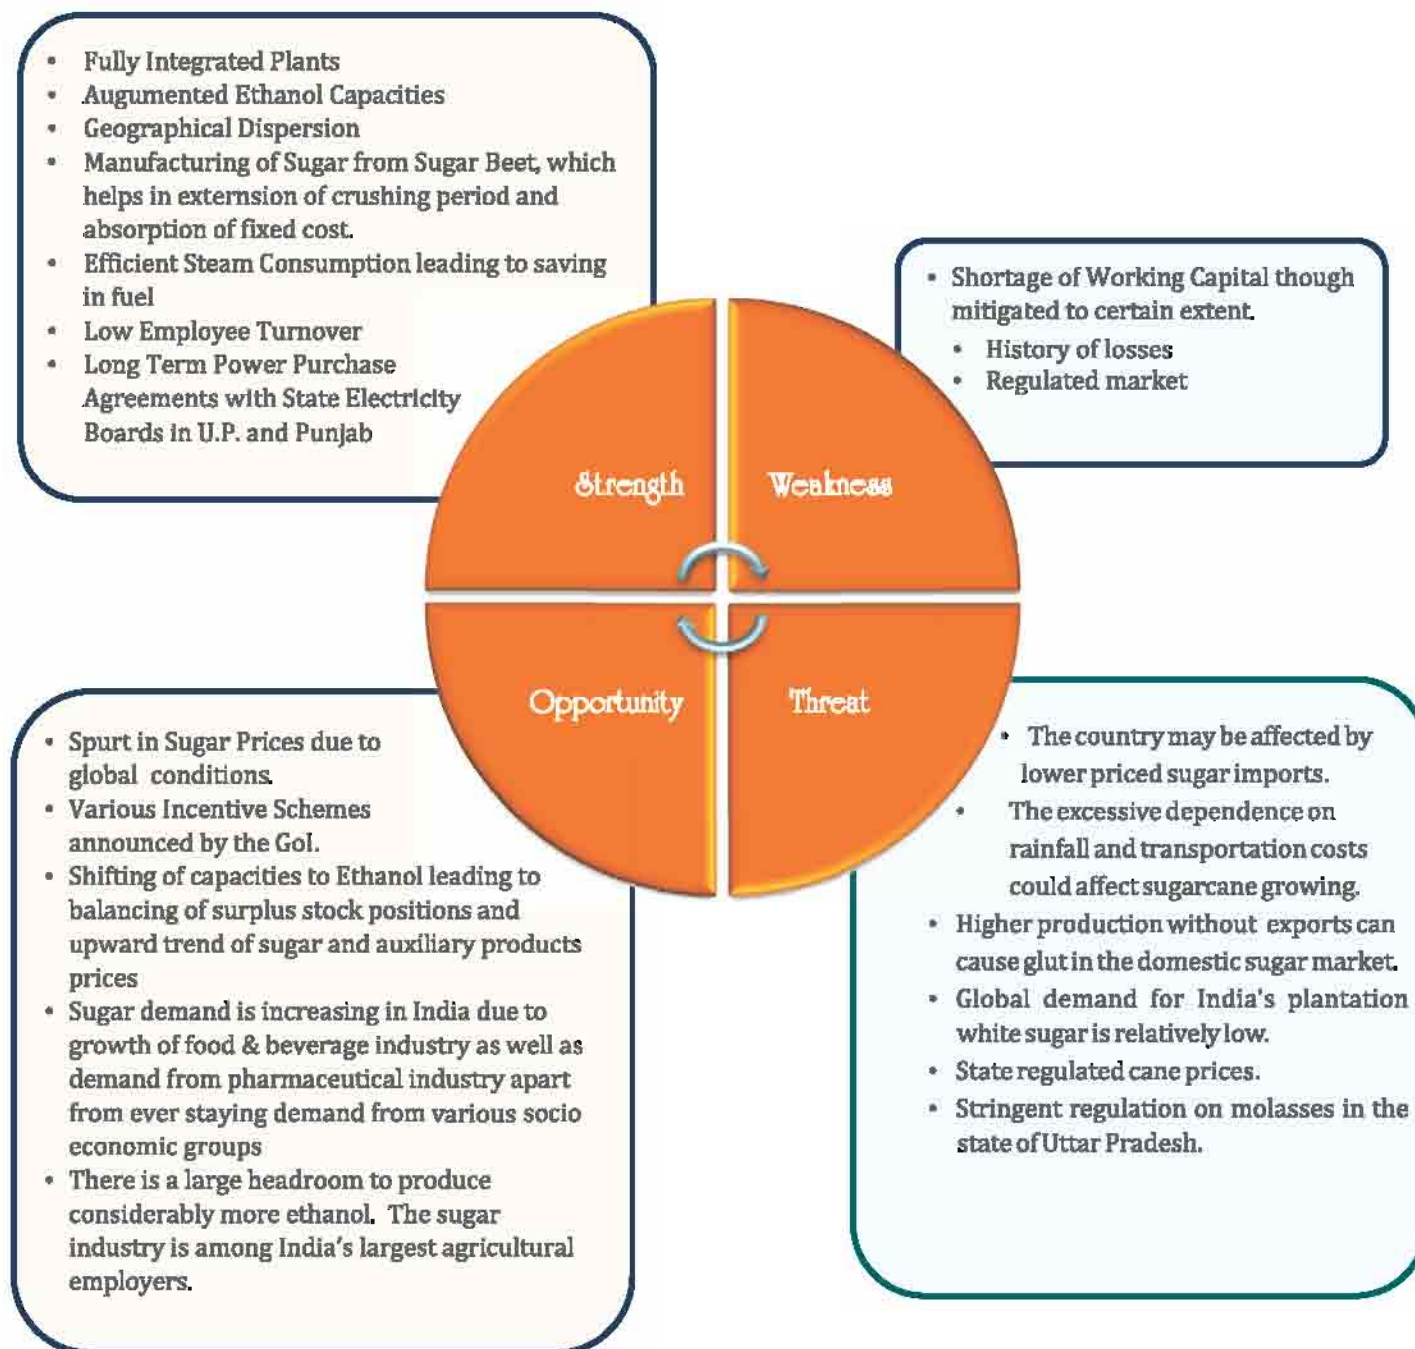 • Fully Integrated Plants
• Augumented Ethanol Capacities
• Geographical Dispersion
• Manufacturing of Sugar from Sugar Beet, which
helps in externsion of crushing period and
absorption of fixed cost.
• Efficient Steam Consumption leading to saving
in fuel
• Low Employee Turnover
• Long Term Power Purchase
Agreements with State Electricity
Boards in U.P. and Punjab
• Shortage of Working Capital though
mitigated to certain extent.
• History of losses
• Regulated market
Strength
Weakness
Opportunity
Threat
• Spurt in Sugar Prices due to
global conditions.
• Various Incentive Schemes
announced by the GoI.
• Shifting of capacities to Ethanol leading to
balancing of surplus stock positions and
upward trend of sugar and auxiliary products
prices
• Sugar demand is increasing in India due to
growth of food & beverage industry as well as
demand from pharmaceutical industry apart
from ever staying demand from various socio
economic groups
• There is a large headroom to produce
considerably more ethanol. The sugar
industry is among India's largest agricultural
employers.
• The country may be affected by
lower priced sugar imports.
• The excessive dependence on
rainfall and transportation costs
could affect sugarcane growing.
• Higher production without exports can
cause glut in the domestic sugar market.
• Global demand for India's plantation
white sugar is relatively low.
• State regulated cane prices.
• Stringent regulation on molasses in the
state of Uttar Pradesh.